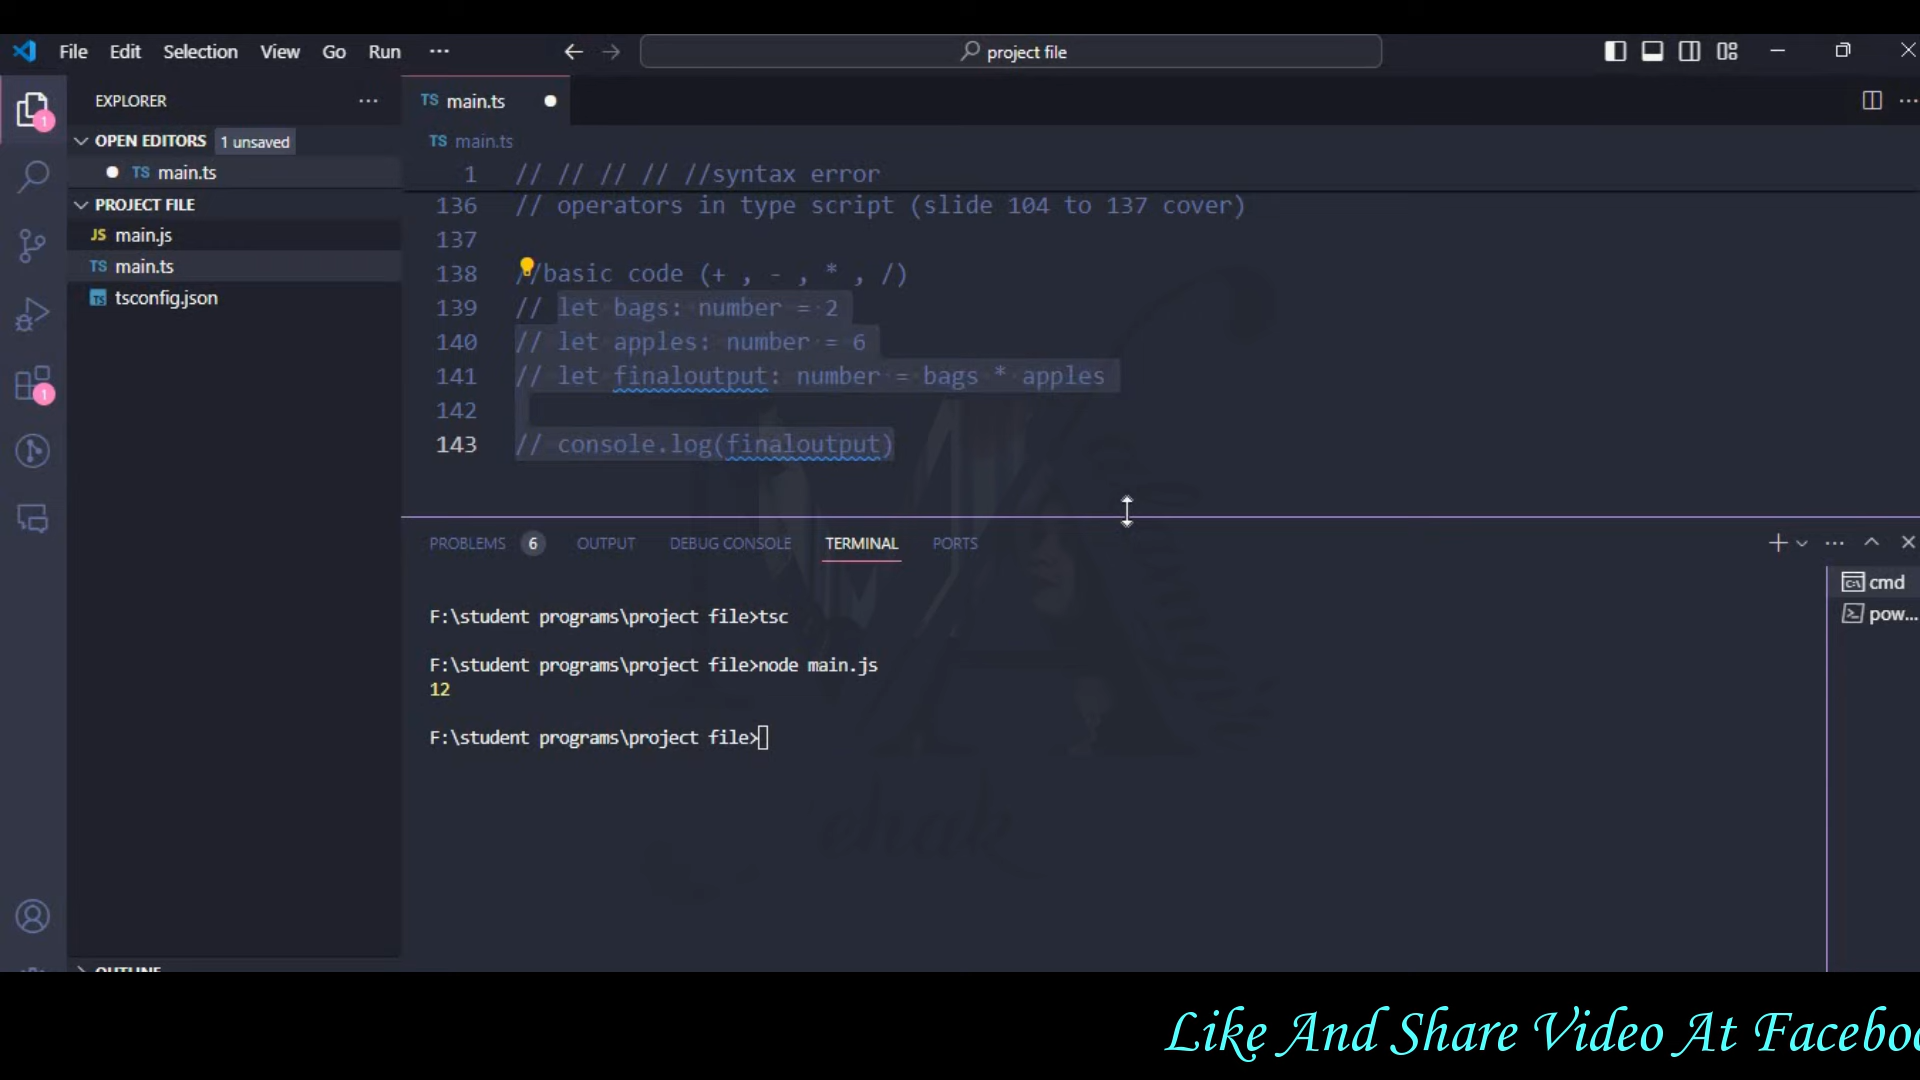 File Edit Selection View Go Run ···
project file
EXPLORER ···
OPEN EDITORS 1 unsaved
TS main.ts
PROJECT FILE
JS main.js
TS main.ts
TS tsconfig.json
TS main.ts
TS main.ts
1 // // // // //syntax error
136 // operators in type script (slide 104 to 137 cover)
137
138 //basic code (+ , - , * , /)
139 // let bags: number = 2
140 // let apples: number = 6
141 // let finaloutput: number = bags * apples
142
143 // console.log(finaloutput)
PROBLEMS 6 OUTPUT DEBUG CONSOLE TERMINAL PORTS
cmd
pow...
F:\student programs\project file>tsc
F:\student programs\project file>node main.js
12
F:\student programs\project file>
1
1
OUTLINE
Like And Share Video At Faceboo